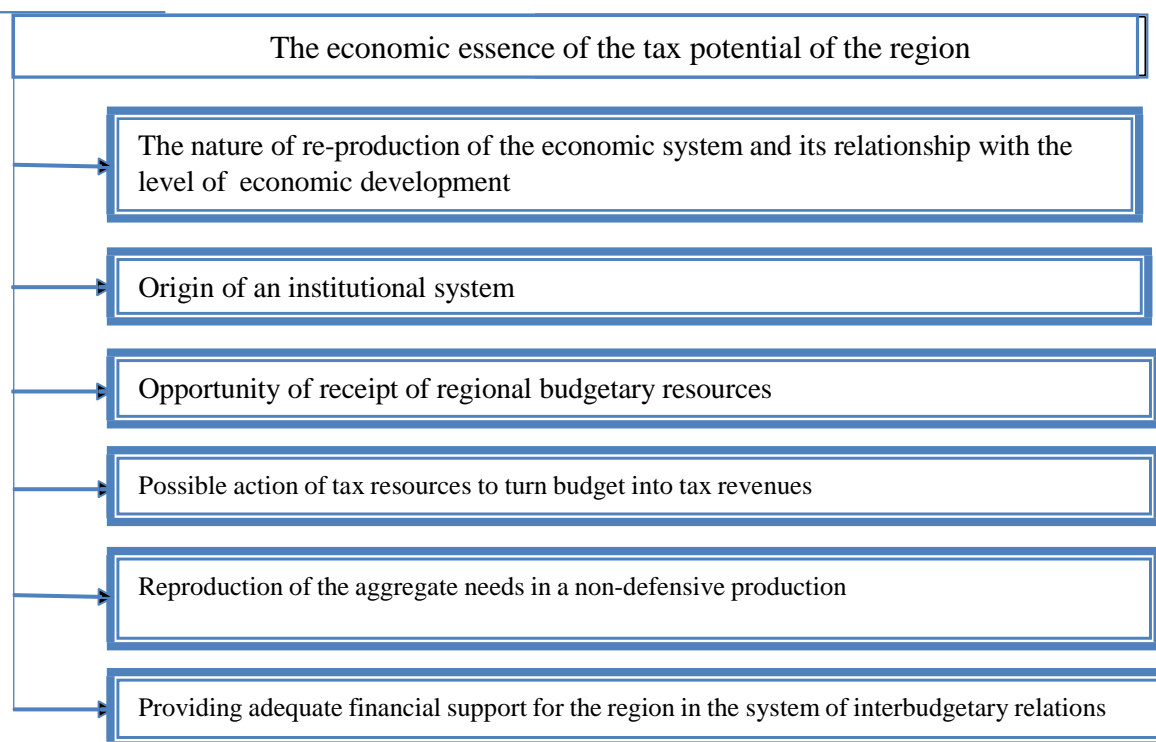 The economic essence of the tax potential of the region
The nature of re-production of the economic system and its relationship with the
level of economic development
Origin of an institutional system
Opportunity of receipt of regional budgetary resources
Possible action of tax resources to turn budget into tax revenues
Reproduction of the aggregate needs in a non-defensive production
Providing adequate financial support for the region in the system of interbudgetary relations